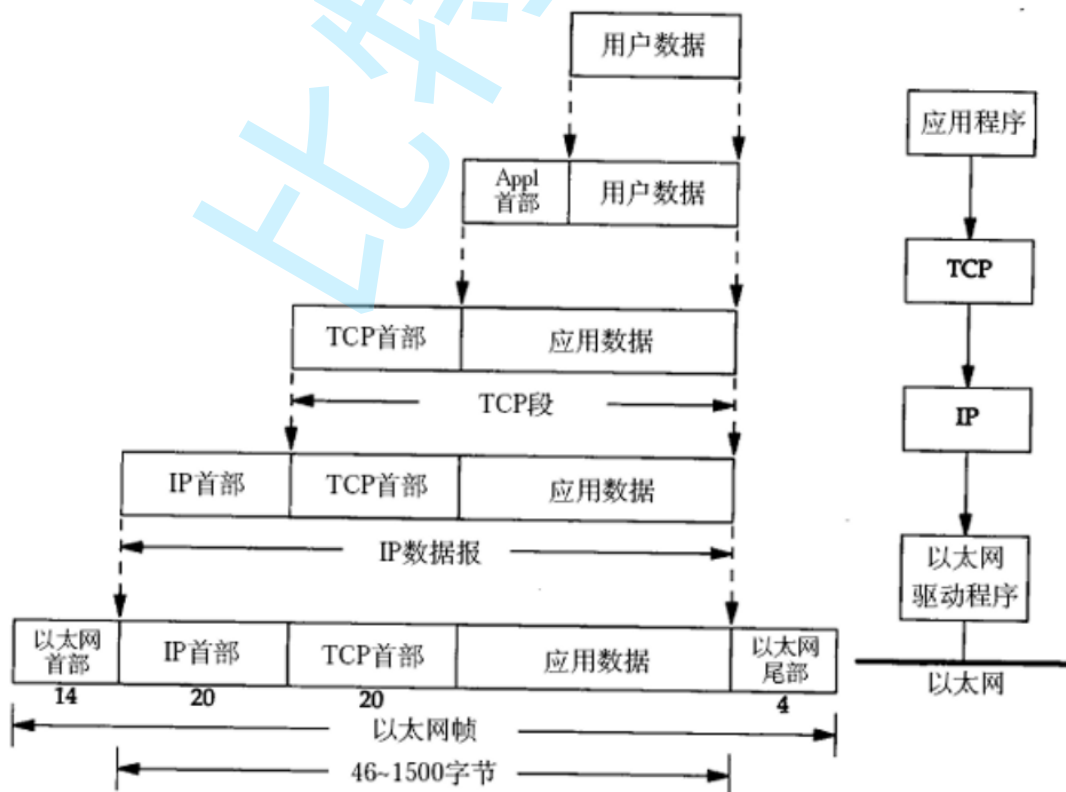 用户数据
应用程序
Appl
首部
用户数据
TCP
TCP首部
应用数据
TCP段
IP
IP首部
TCP首部
应用数据
IP数据报
以太网
驱动程序
以太网
首部
IP首部
TCP首部
应用数据
以太网
尾部
以太网
14
20
20
4
以太网帧
46~1500字节
比特